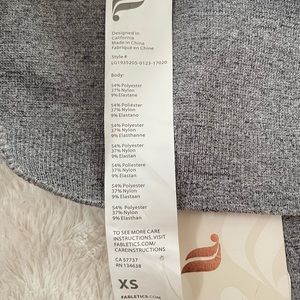 Designed in
California
Made in China
Fabriqué en Chine
Style #
LG1935205-0123-17020
Body:
54% Polyester
37% Nylon
9% Elastane
54% Poliéster
37% Nylon
9% Elastano
54% Polyester
37% Nylon
9% Elasthanne
54% Polyester
37% Nylon
9% Elastan
54% Poliestere
37% Nylon
9% Elastan
54% Polyester
37% Nylon
9% Elastaan
54% Polyester
37% Nylon
9% Elasthan
TO SEE MORE CARE
INSTRUCTIONS, VISIT
FABLETICS.COM/
CAREINSTRUCTIONS
CA 57737
RN 134638
XS
FABLETICS.COM